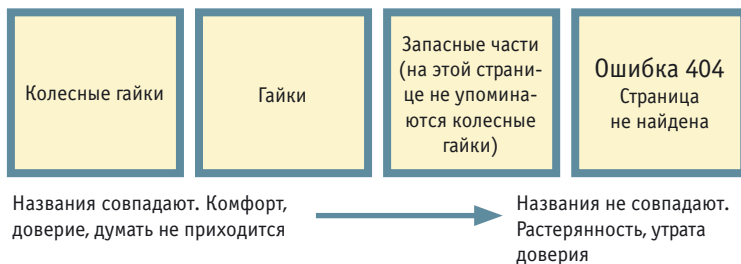 Колесные гайки
Гайки
Запасные части
(на этой страни-
це не упомина-
ются колесные
гайки)
Ошибка 404
Страница
не найдена
Названия совпадают. Комфорт,
доверие, думать не приходится
Названия не совпадают.
Растерянность, утрата
доверия